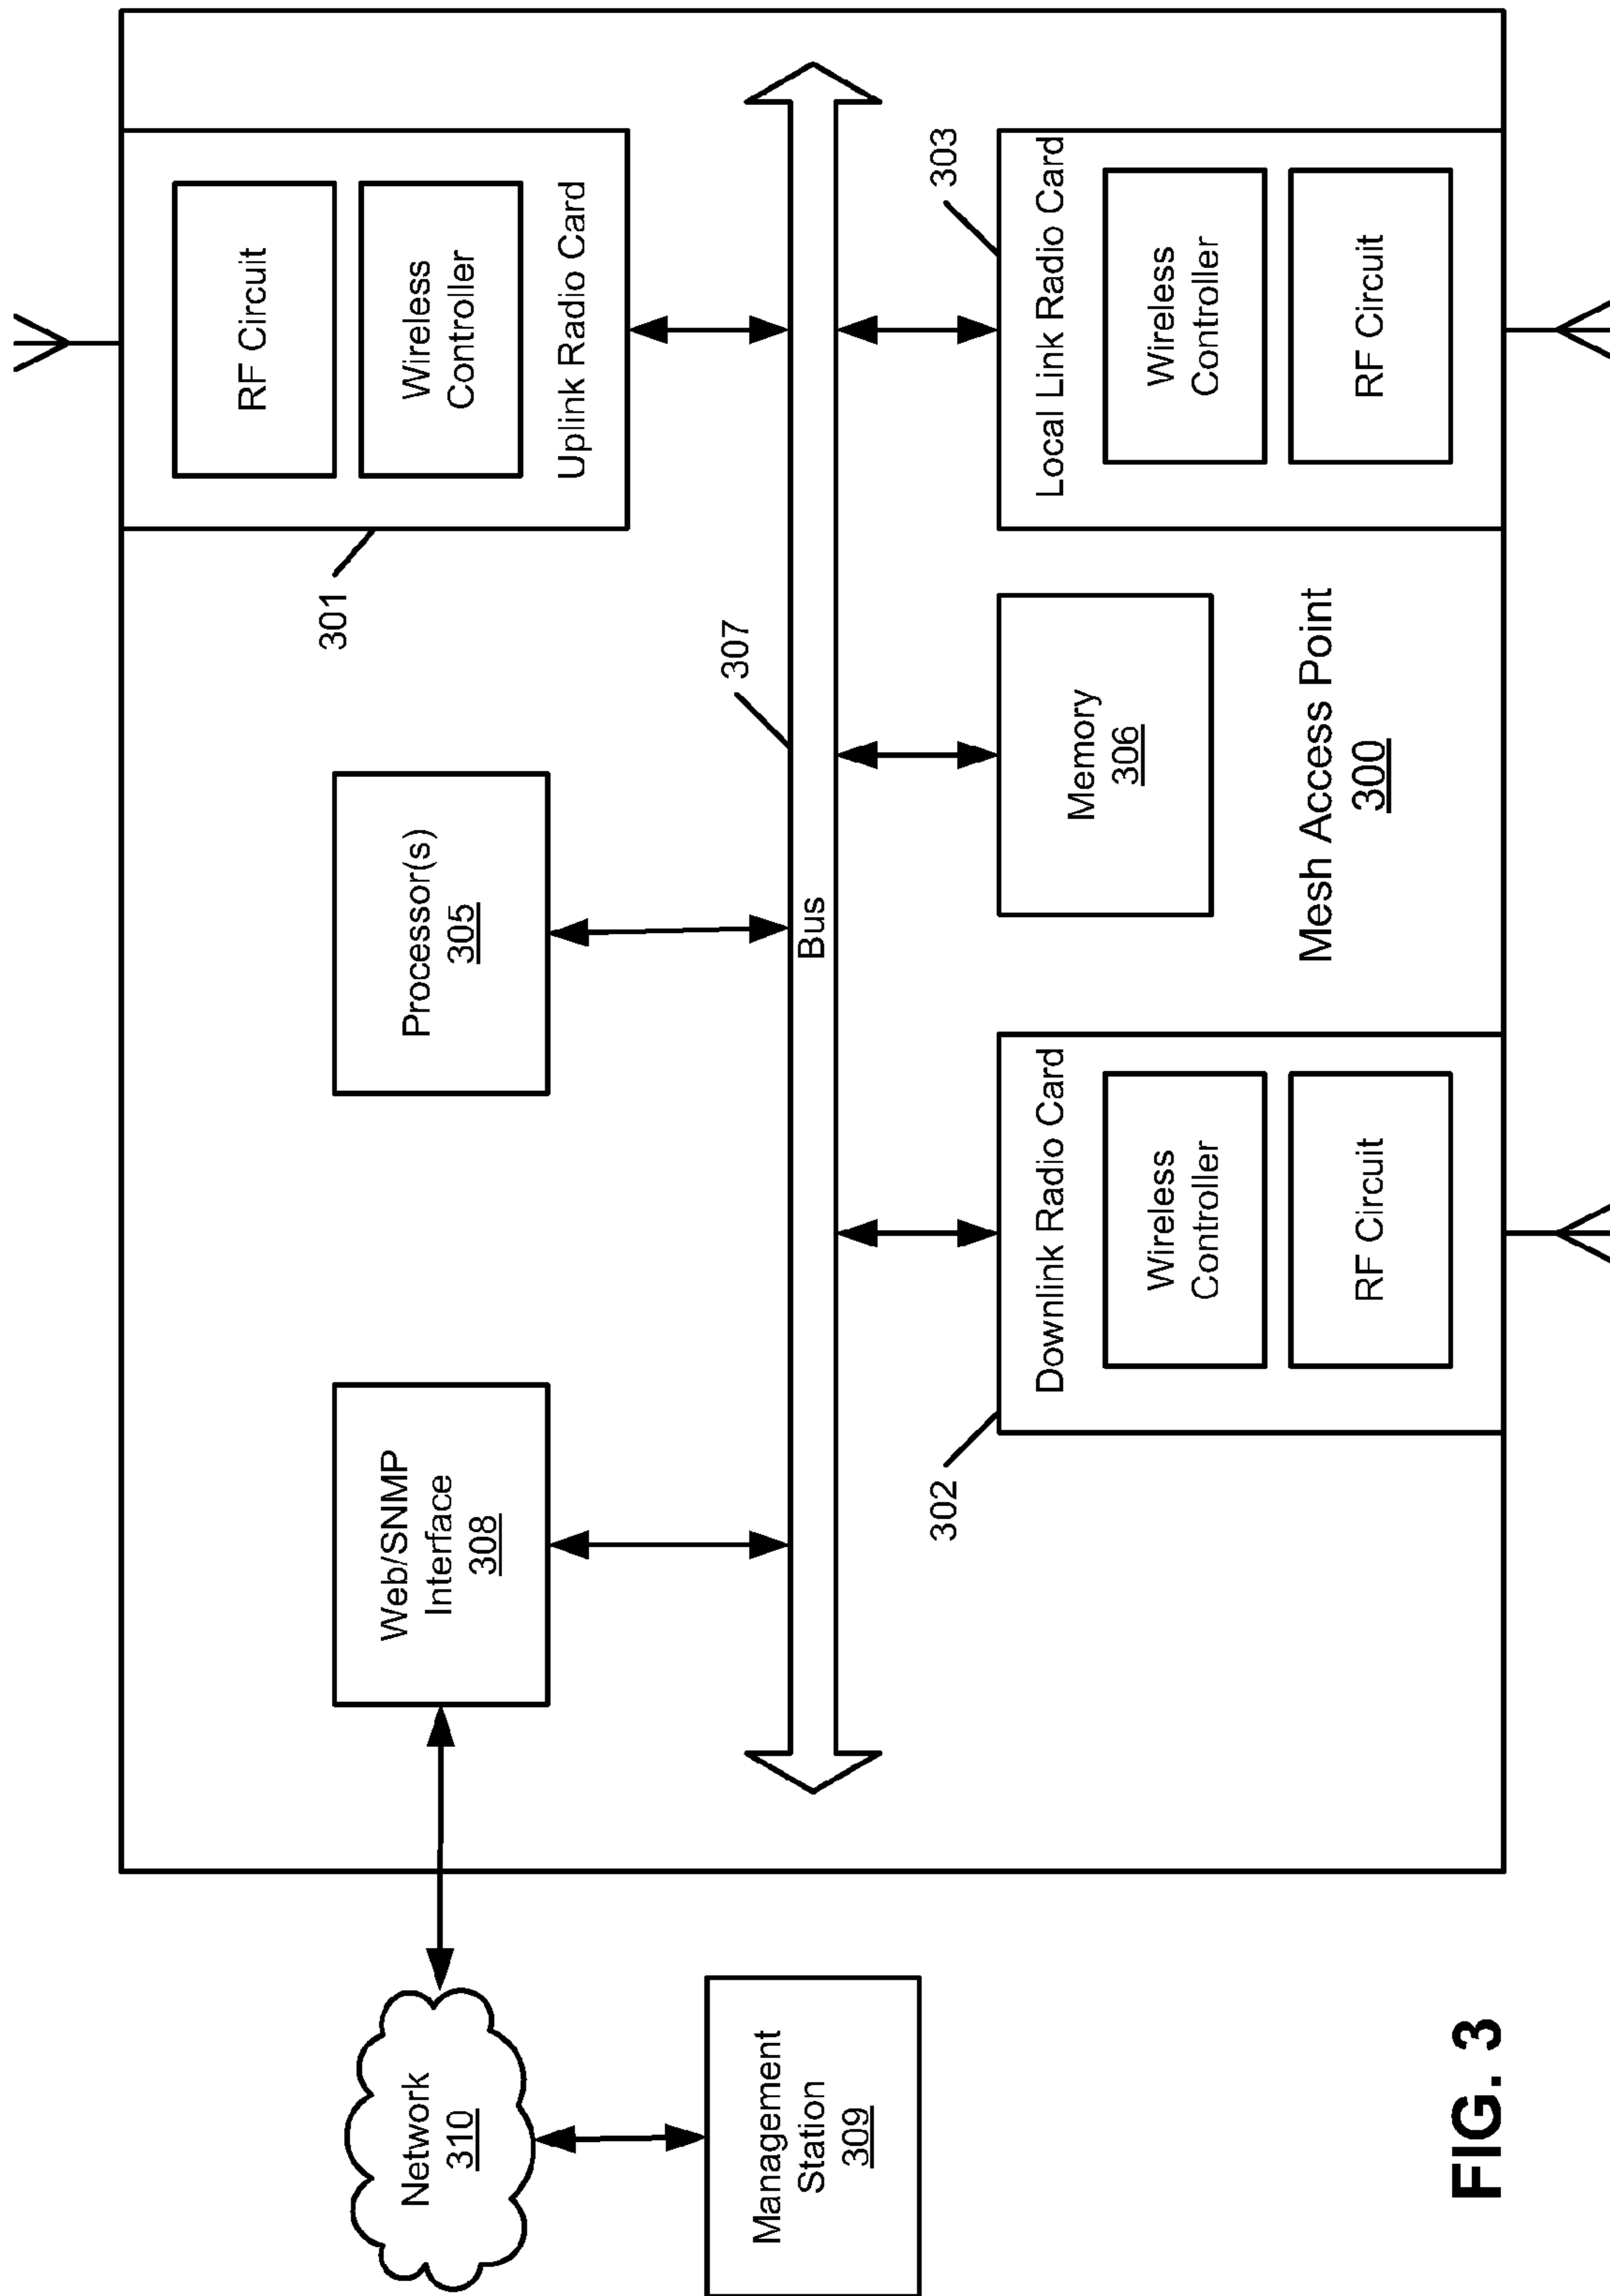 Network
310
Management
Station
309
Web/SNMP
Interface
308
Processor(s)
305
301
RF Circuit
Wireless
Controller
Uplink Radio Card
307
Bus
302
Downlink Radio Card
Wireless
Controller
RF Circuit
Memory
306
303
Local Link Radio Card
Wireless
Controller
RF Circuit
Mesh Access Point
300
FIG. 3